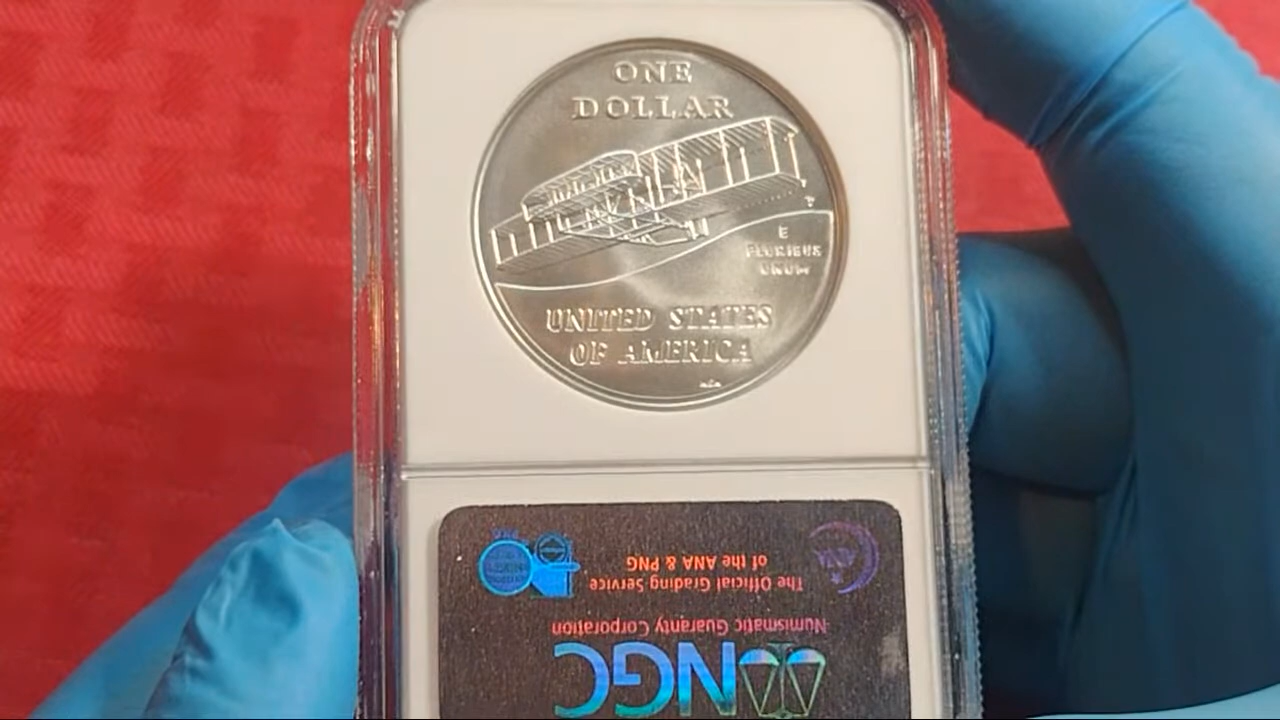 ONE
DOLLAR
E
PLURIBUS
UNUM
UNITED STATES
OF AMERICA
The Official Grading Service
of the ANA & PNG
Numismatic Guaranty Corporation
NGC